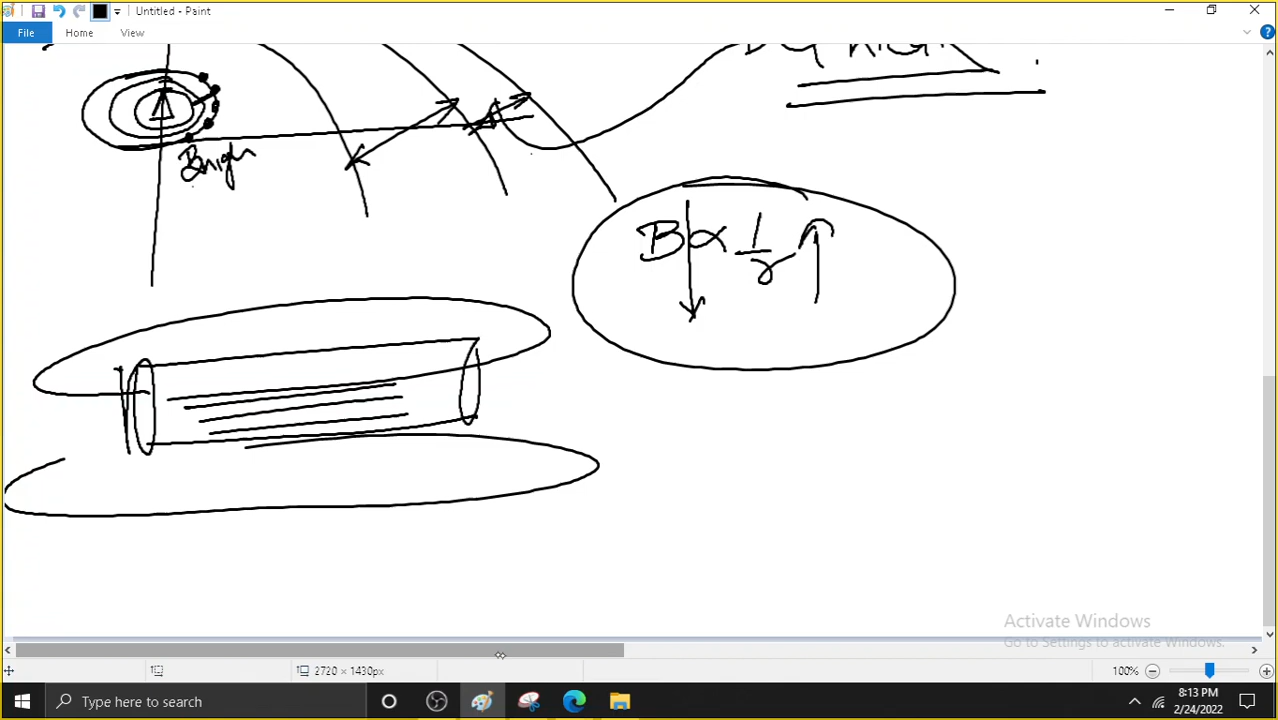 Untitled - Paint
File Home View
B high
B ∝ 1/r
Activate Windows
Go to Settings to activate Windows.
2720 × 1430px
100%
Type here to search
8:13 PM
2/24/2022